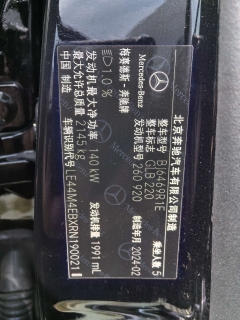 北京奔驰汽车有限公司制造
梅赛德斯-奔驰牌
Mercedes-Benz
整车型号 BJ6469R1E
乘坐人数 5
整车标志 GLB 220
发动机型号 260 920
制造年月 2024-02
发动机最大净功率 140 kW
发动机排量 1991 mL
最大允许总质量 2145 kg
车辆识别代号 LE44M4EBXRN190021
中国制造
1.0 %